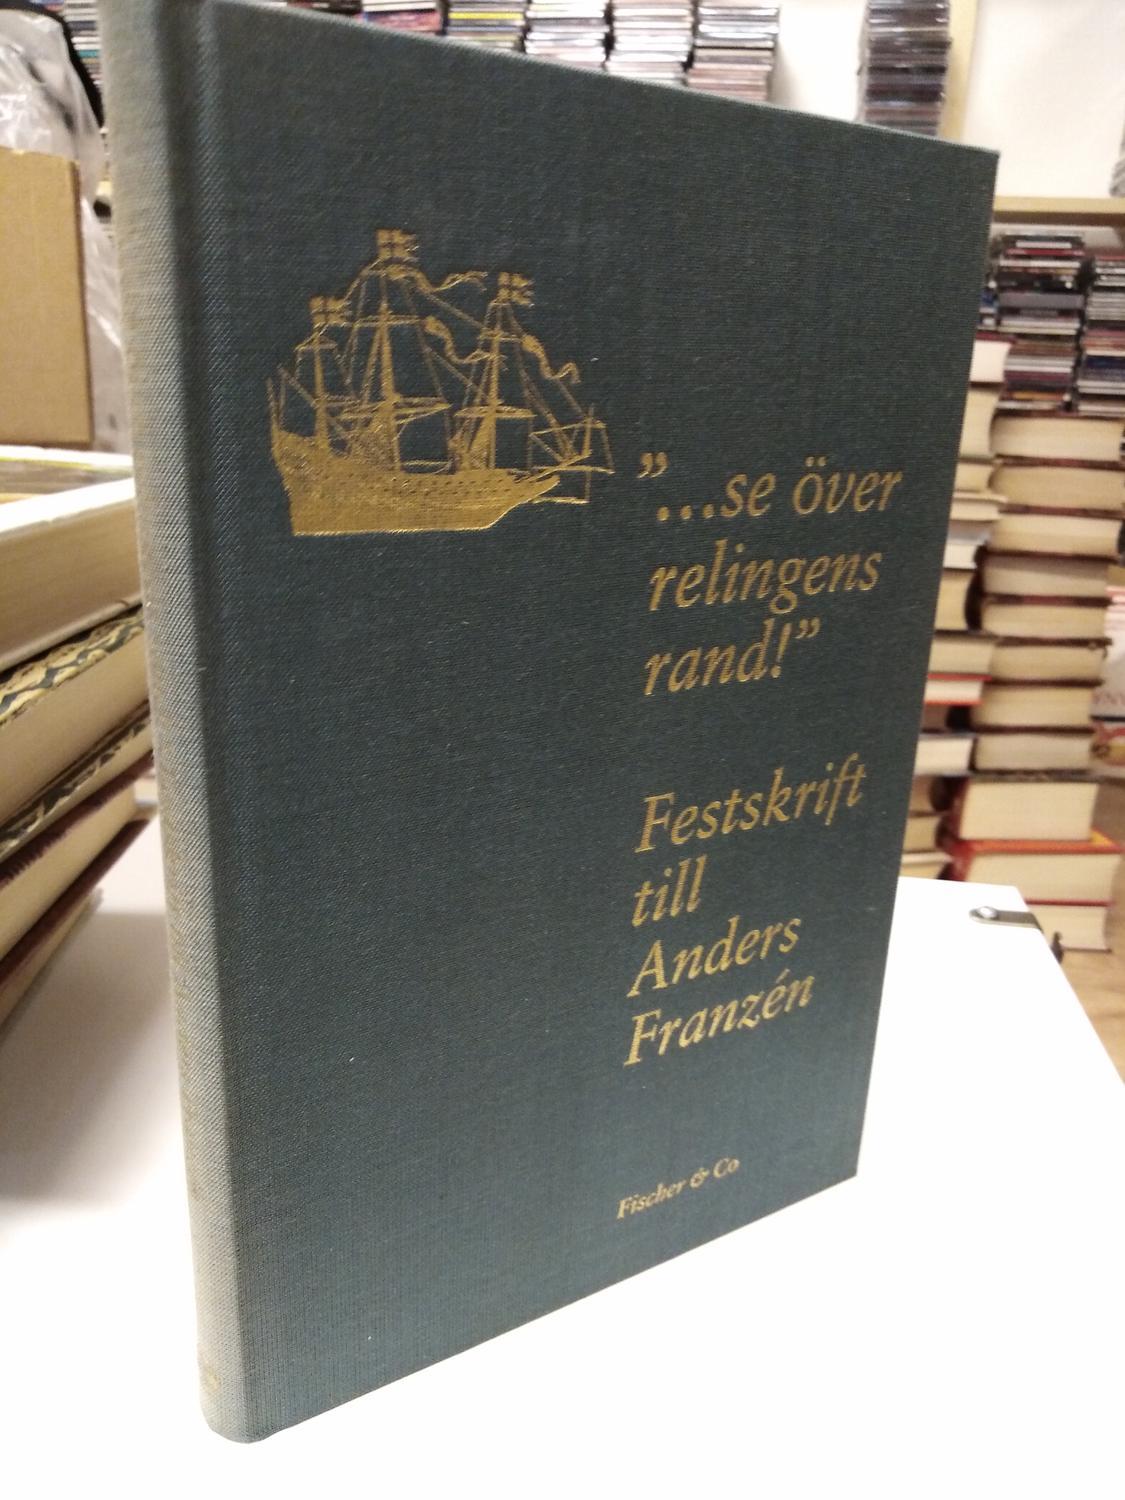 ”...se över
relingens
rand!”
Festskrift
till
Anders
Franzén
Fischer & Co